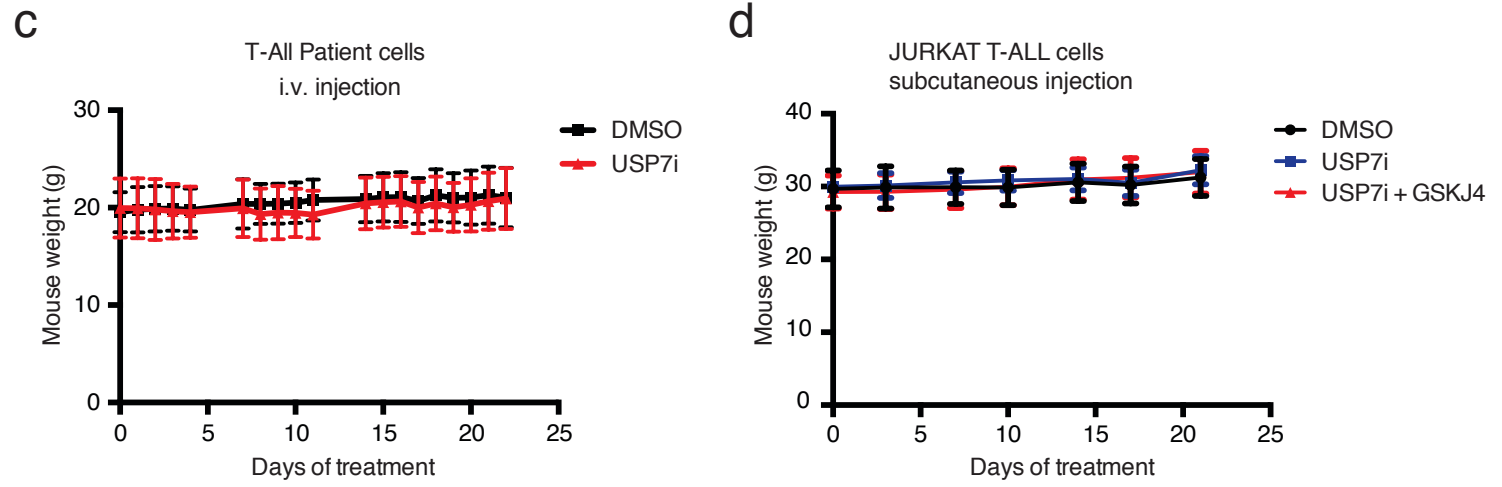 c
T-All Patient cells
i.v. injection
30
20
10
0
Mouse weight (g)
0 5 10 15 20 25
Days of treatment
DMSO
USP7i
d
JURKAT T-ALL cells
subcutaneous injection
40
30
20
10
0
Mouse weight (g)
0 5 10 15 20 25
Days of treatment
DMSO
USP7i
USP7i + GSKJ4